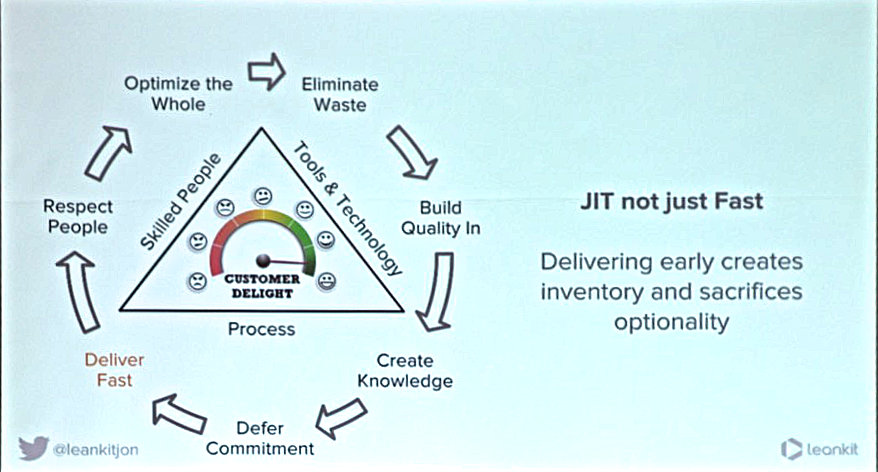 Optimize the
Whole
Eliminate
Waste
Build
Quality In
Create
Knowledge
Defer
Commitment
Deliver
Fast
Respect
People
Skilled People
Tools & Technology
Process
CUSTOMER
DELIGHT
JIT not just Fast
Delivering early creates
inventory and sacrifices
optionality
@leankitjon
leankit